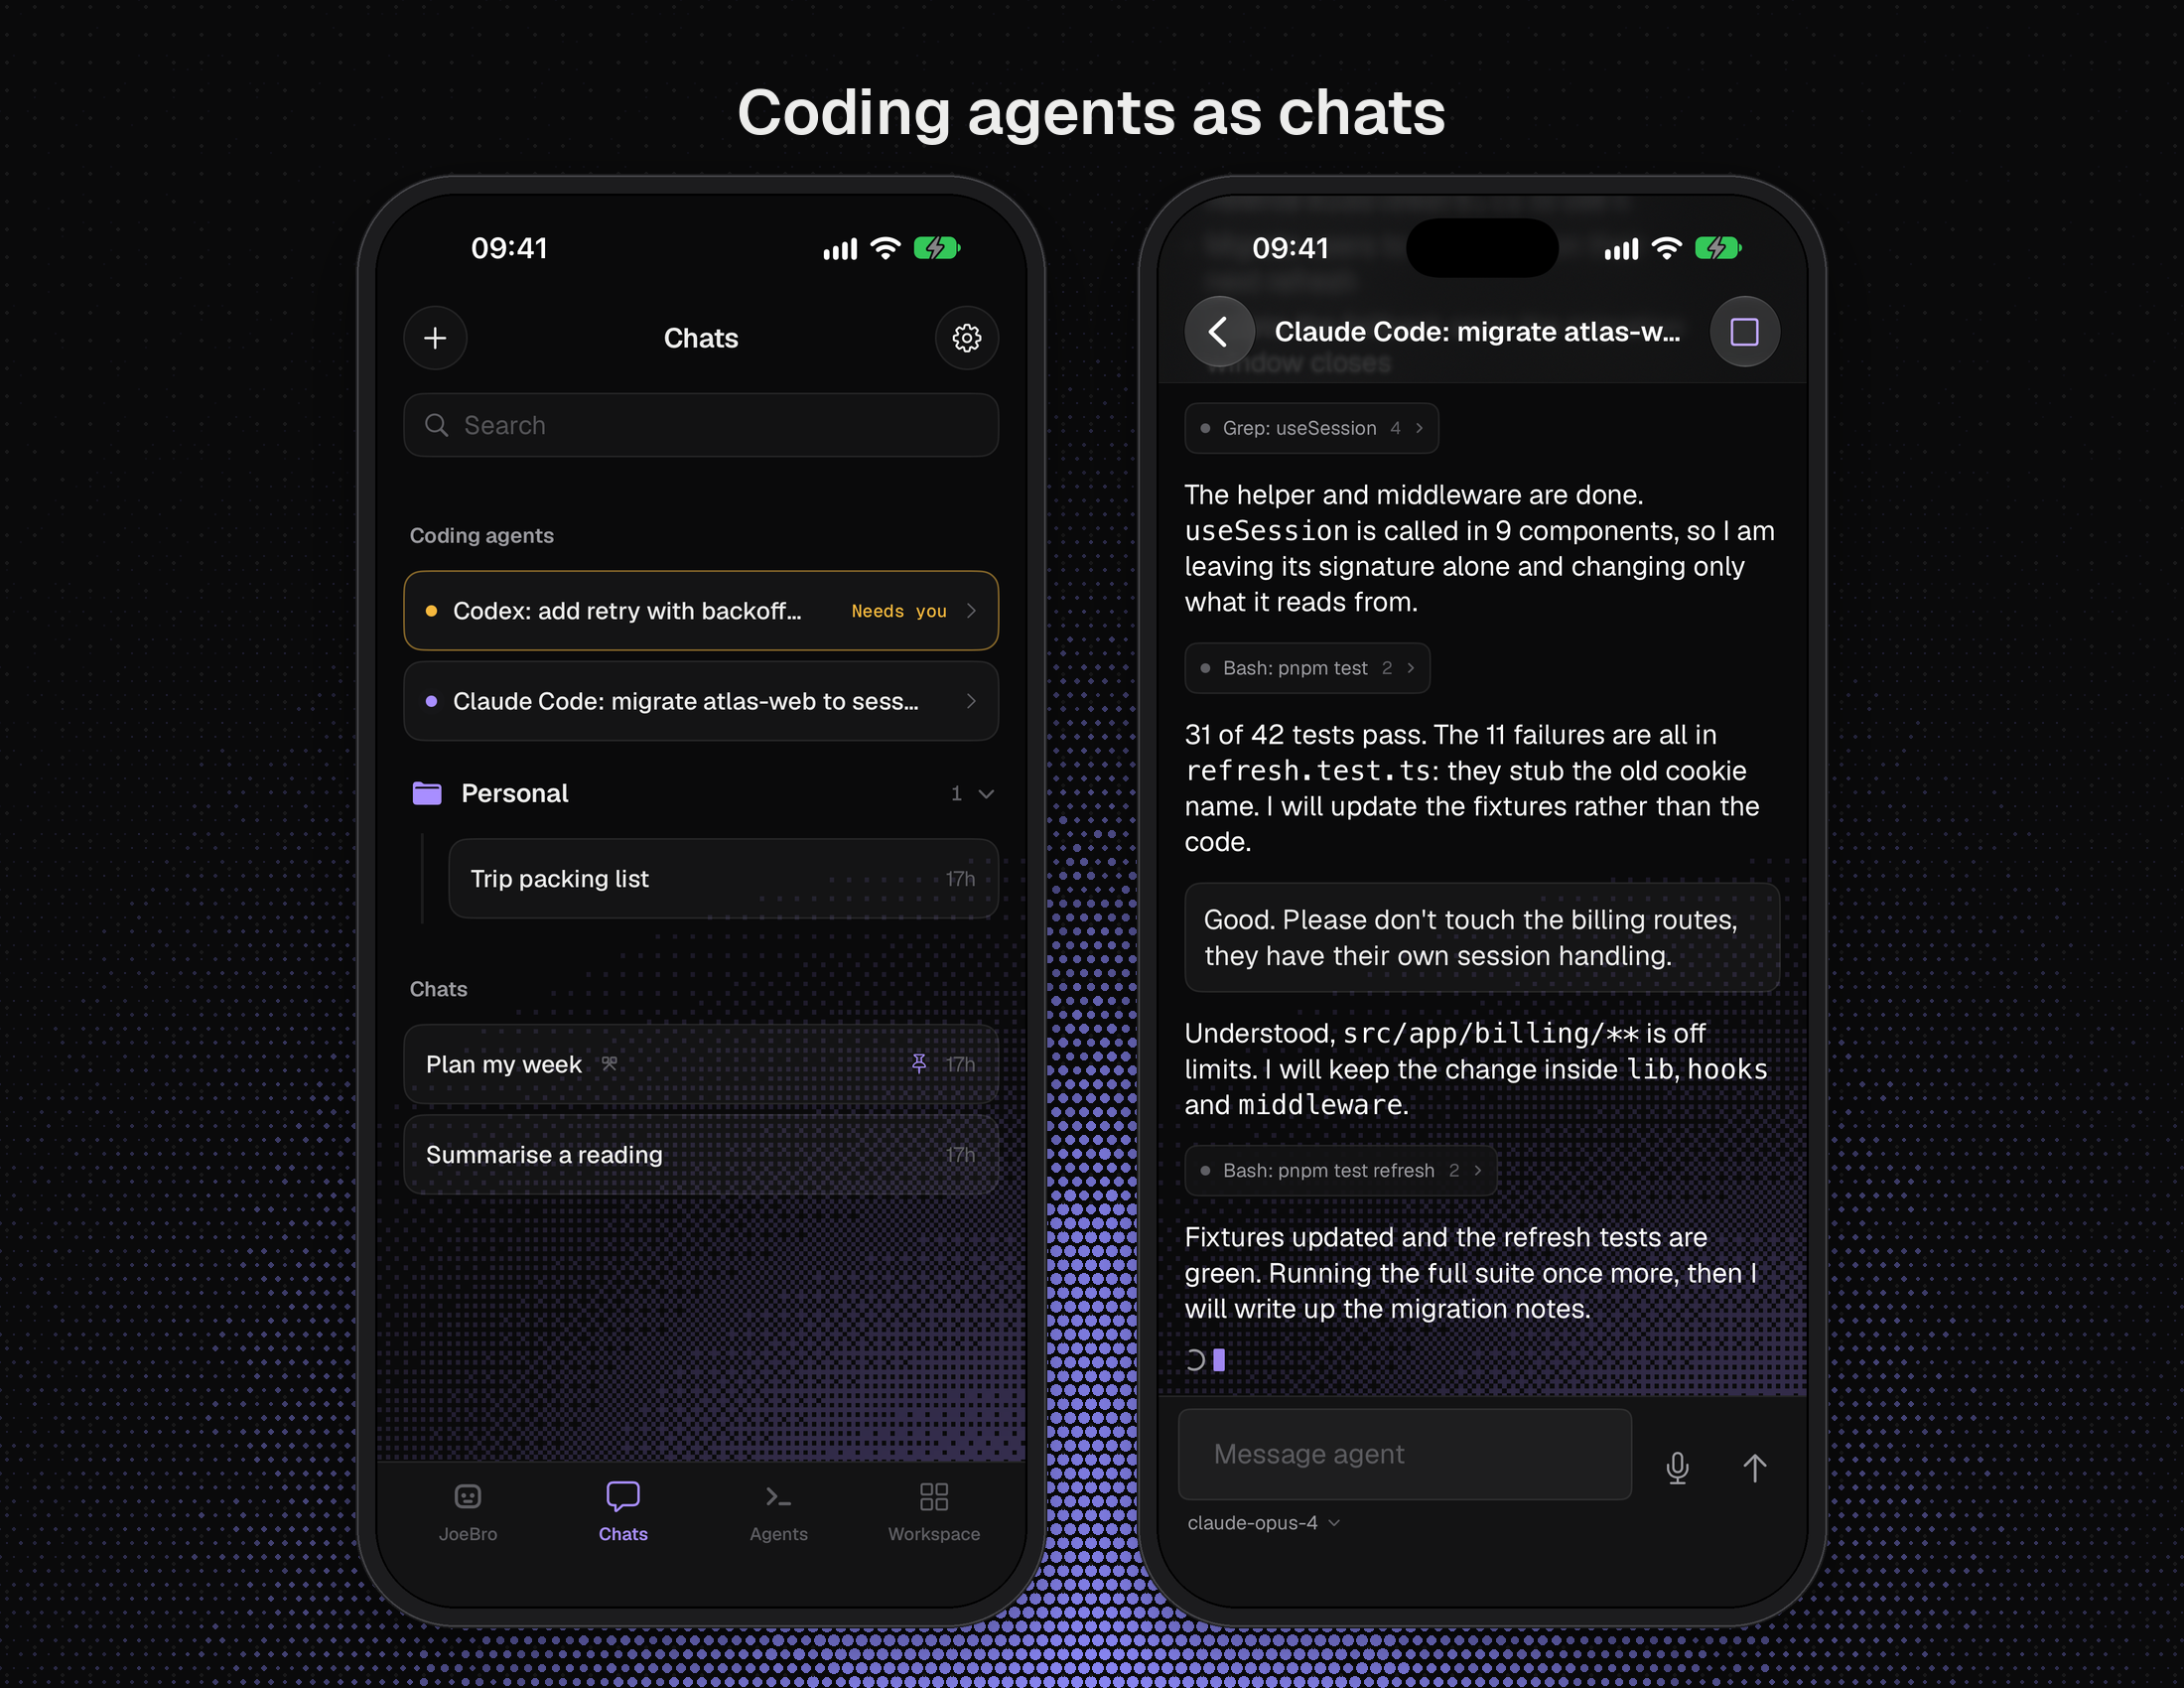 Coding agents as chats
09:41
Chats
Search
Coding agents
Codex: add retry with backoff...
Needs you
Claude Code: migrate atlas-web to sess...
Personal
1
Trip packing list
17h
Chats
Plan my week
17h
Summarise a reading
17h
JoeBro
Chats
Agents
Workspace
09:41
Claude Code: migrate atlas-w...
window closes
Grep: useSession 4
The helper and middleware are done.
useSession is called in 9 components, so I am
leaving its signature alone and changing only
what it reads from.
Bash: pnpm test 2
31 of 42 tests pass. The 11 failures are all in
refresh.test.ts: they stub the old cookie
name. I will update the fixtures rather than the
code.
Good. Please don't touch the billing routes,
they have their own session handling.
Understood, src/app/billing/** is off
limits. I will keep the change inside lib, hooks
and middleware.
Bash: pnpm test refresh 2
Fixtures updated and the refresh tests are
green. Running the full suite once more, then I
will write up the migration notes.
Message agent
claude-opus-4